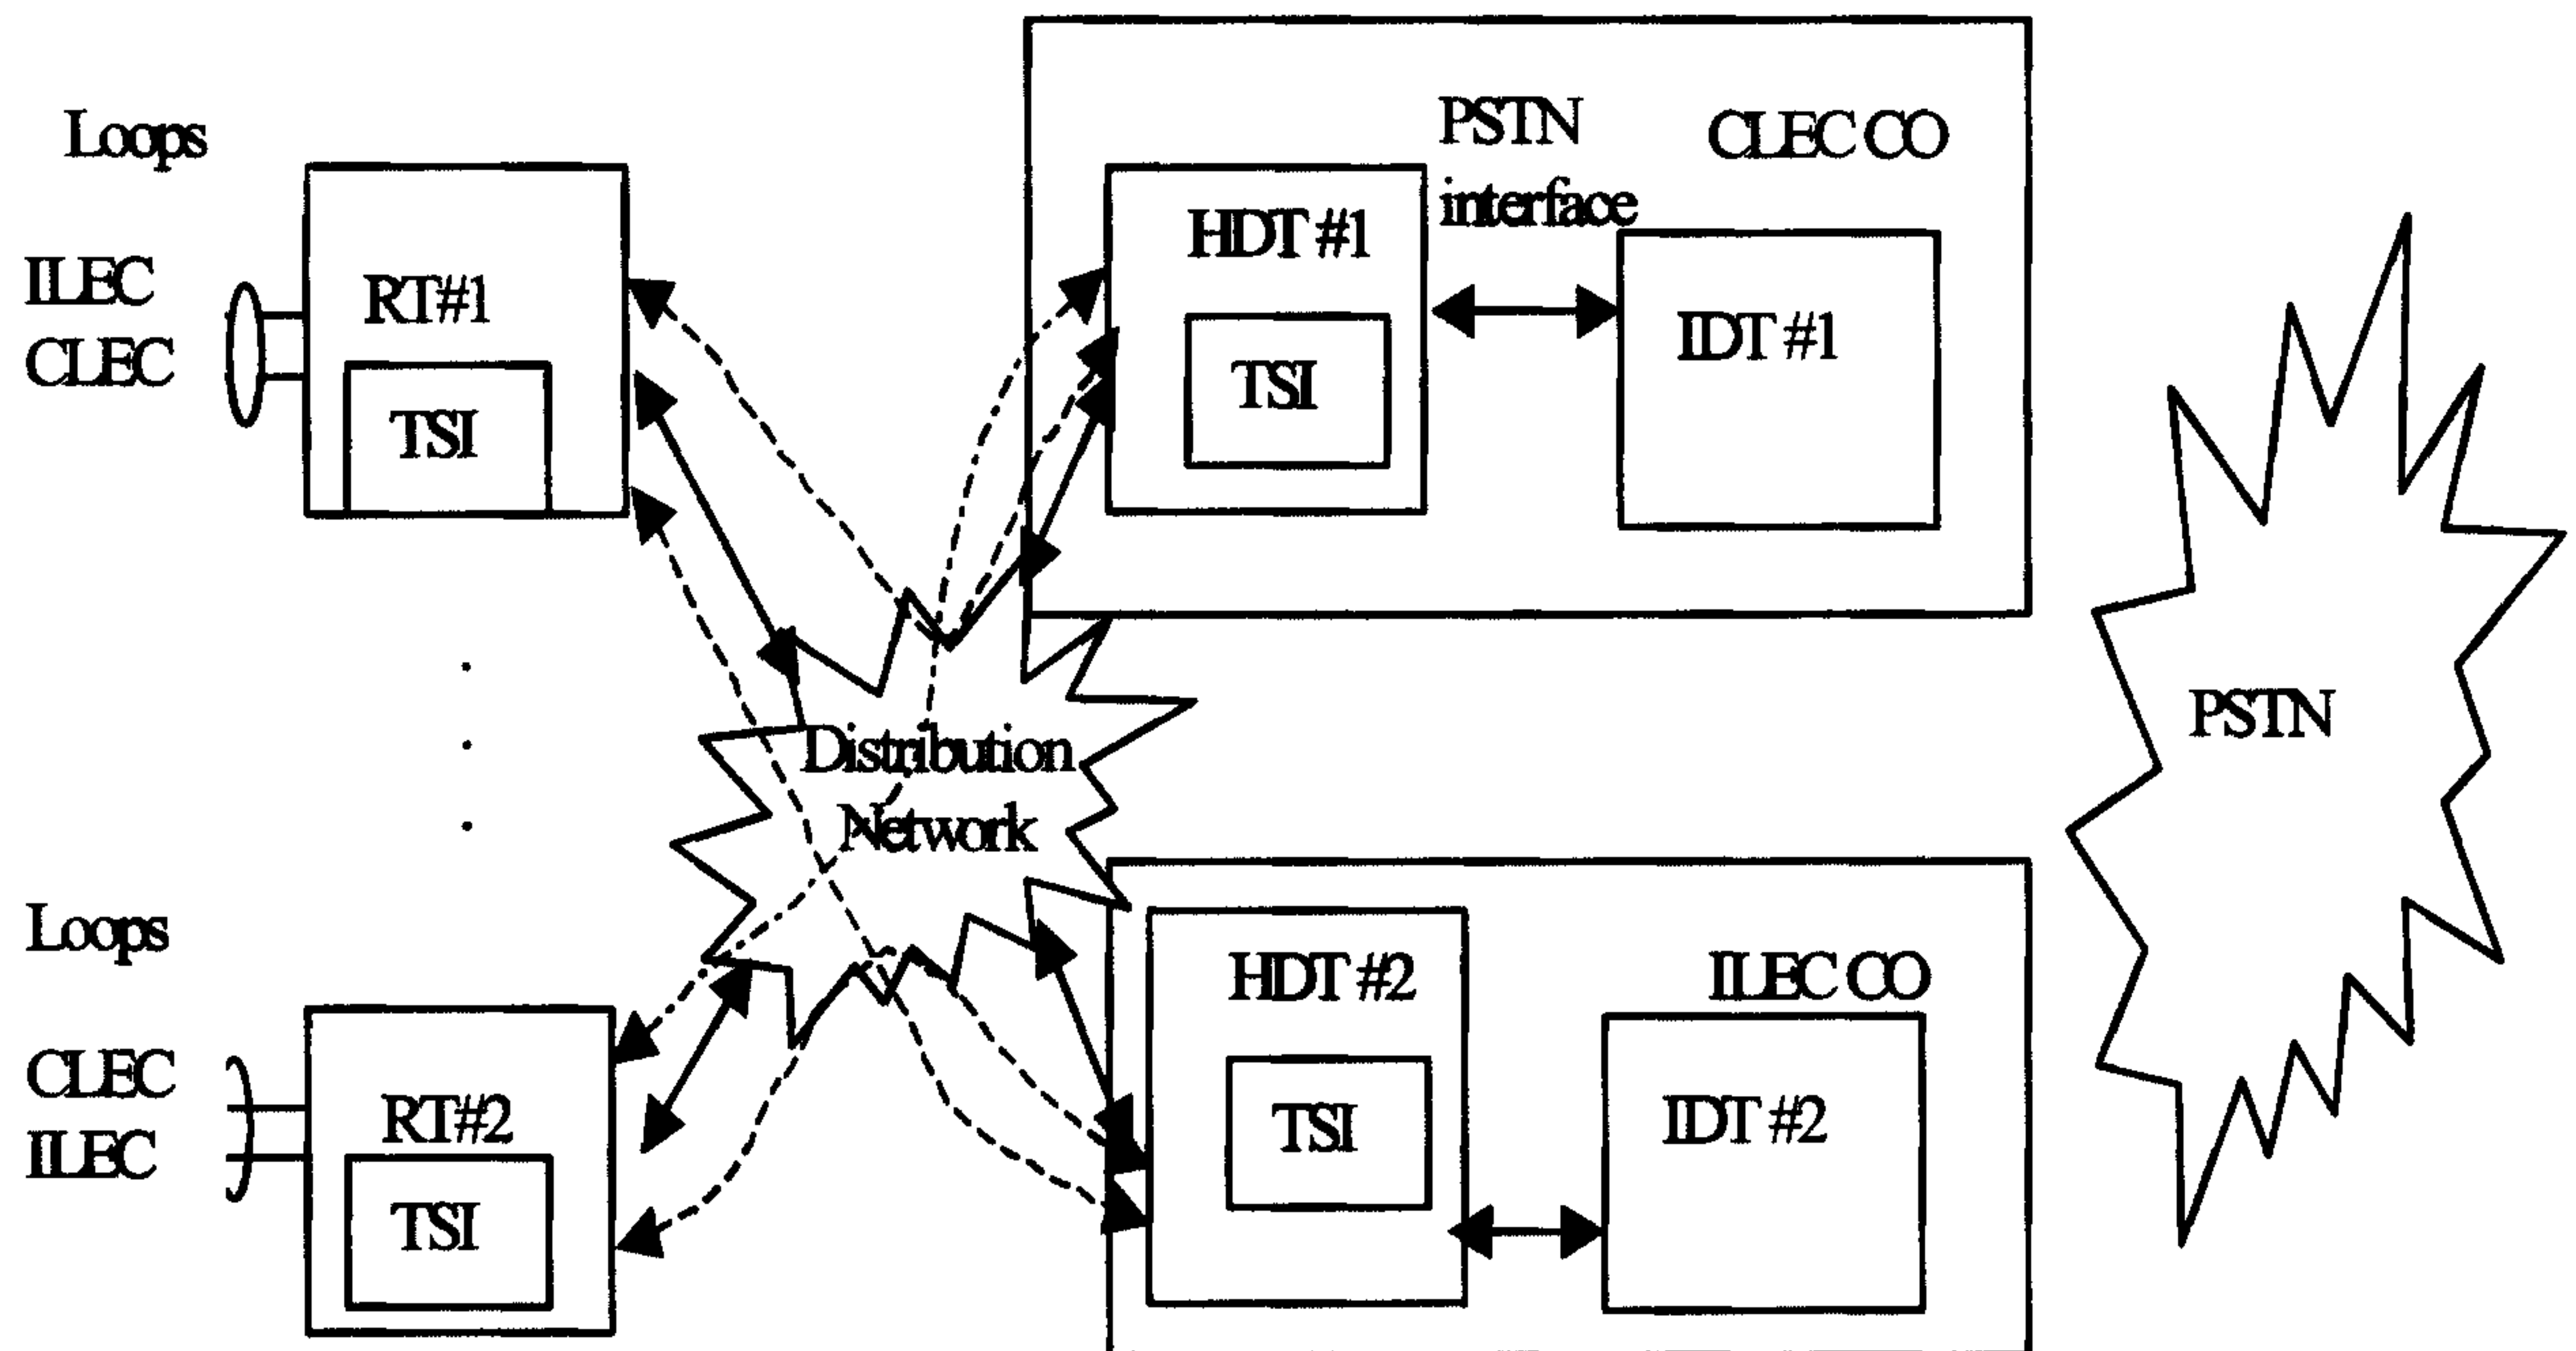 Loops
ILEC
CLEC
RT#1
TSI
HDT #1
TSI
PSTN
interface
CLEC CO
IDT #1
Distribution
Network
PSTN
Loops
CLEC
ILEC
RT#2
TSI
HDT #2
TSI
ILEC CO
IDT #2